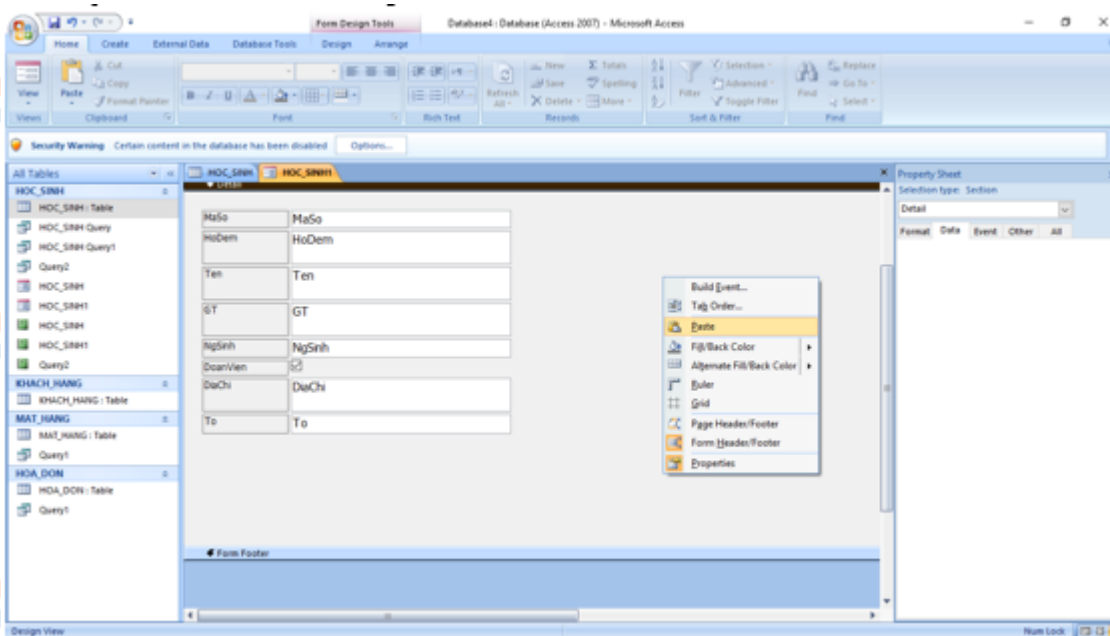 Form Design Tools
Database4 : Database (Access 2007) - Microsoft Access
Home Create External Data Database Tools Design Arrange
View
Paste
Cut
Copy
Format Painter
B I U
Refresh All
New
Save
Delete
Totals
Spelling
More
Filter
Selection
Advanced
Toggle Filter
Find
Replace
Go To
Select
Views Clipboard Font Rich Text Records Sort & Filter Find
Security Warning Certain content in the database has been disabled Options...
All Tables
HOC_SINH
HOC_SINH : Table
HOC_SINH Query
HOC_SINH Query1
Query2
HOC_SINH
HOC_SINH1
HOC_SINH
HOC_SINH1
Query2
KHACH_HANG
KHACH_HANG : Table
MAT_HANG
MAT_HANG : Table
Query1
HOA_DON
HOA_DON : Table
Query1
HOC_SINH HOC_SINH1
Detail
MaSo MaSo
HoDem HoDem
Ten Ten
GT GT
NgSinh NgSinh
DoanVien
DiaChi DiaChi
To To
Form Footer
Build Event...
Tab Order...
Paste
Fill/Back Color
Alternate Fill/Back Color
Ruler
Grid
Page Header/Footer
Form Header/Footer
Properties
Property Sheet
Selection type: Section
Detail
Format Data Event Other All
Design View
Num Lock